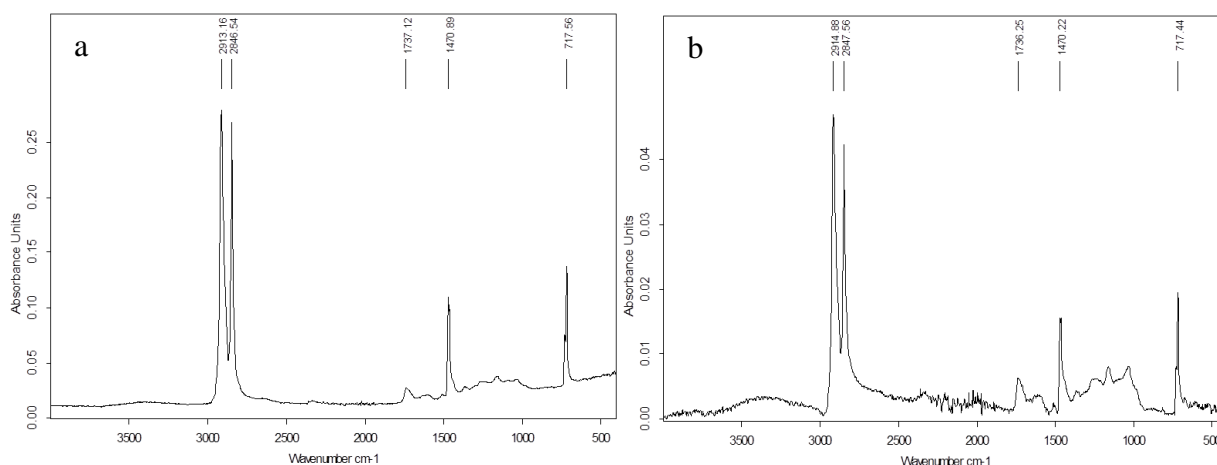 a
2913.16
2846.54
1737.12
1470.89
717.56
Absorbance Units
0.00 0.05 0.10 0.15 0.20 0.25
3500 3000 2500 2000 1500 1000 500
Wavenumber cm-1
b
2914.88
2847.56
1736.25
1470.22
717.44
Absorbance Units
0.00 0.01 0.02 0.03 0.04
3500 3000 2500 2000 1500 1000 500
Wavenumber cm-1